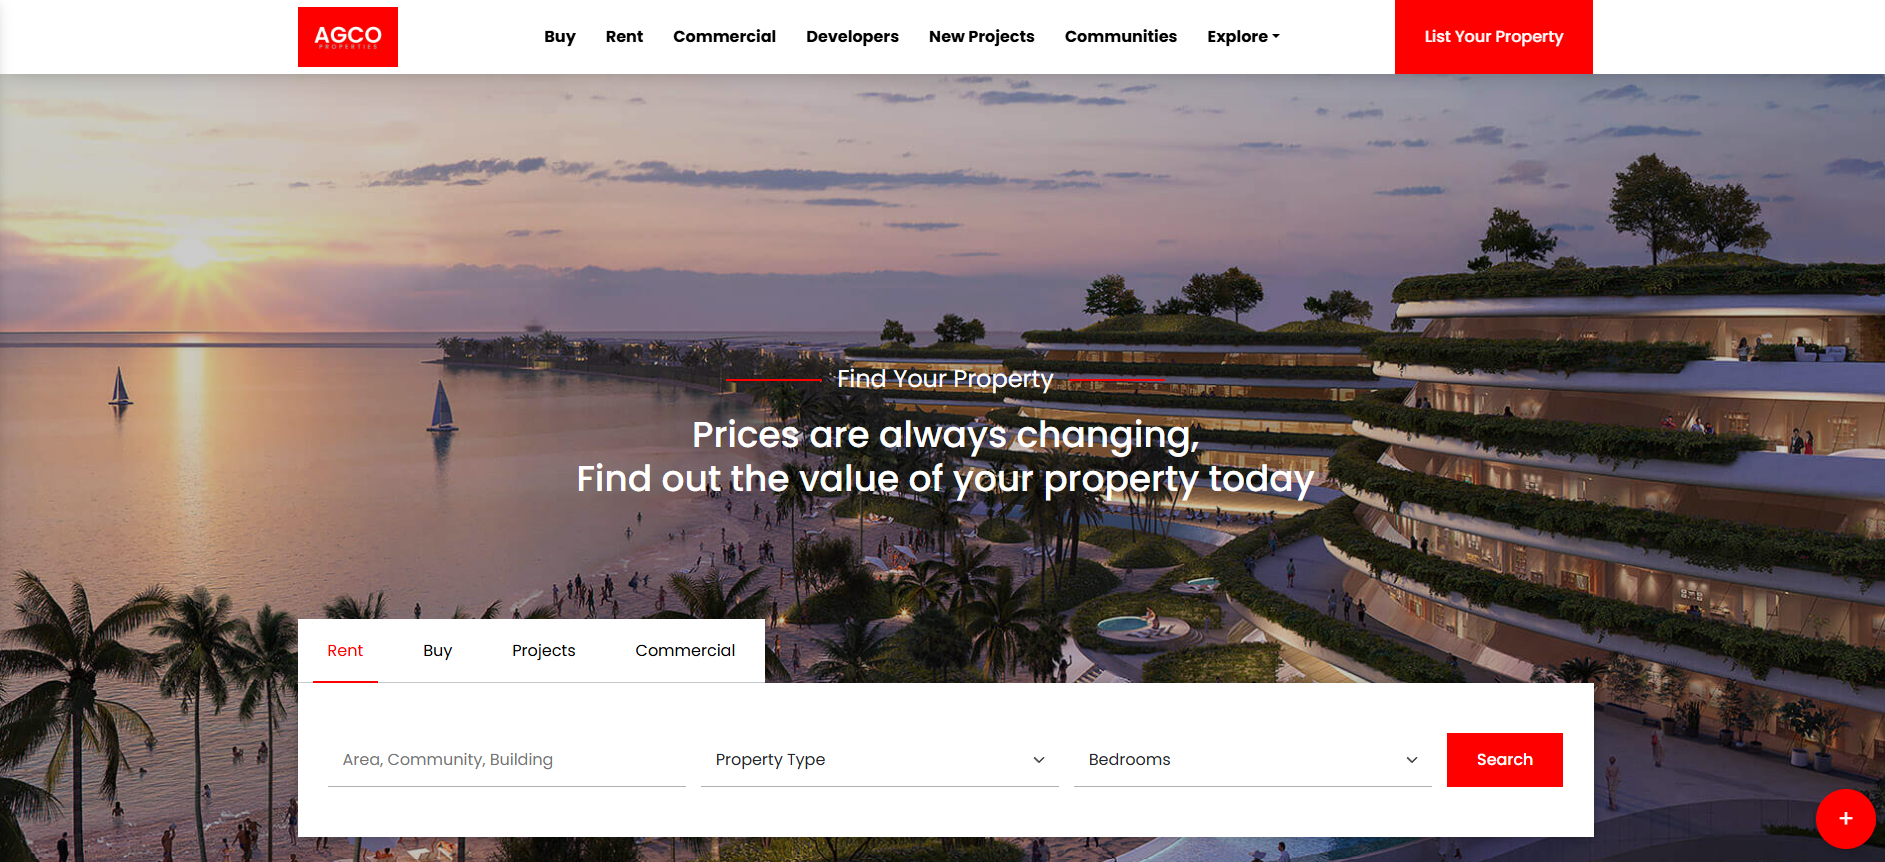 AGCO
PROPERTIES
Buy
Rent
Commercial
Developers
New Projects
Communities
Explore
List Your Property
Find Your Property
Prices are always changing,
Find out the value of your property today
Rent
Buy
Projects
Commercial
Area, Community, Building
Property Type
Bedrooms
Search
+